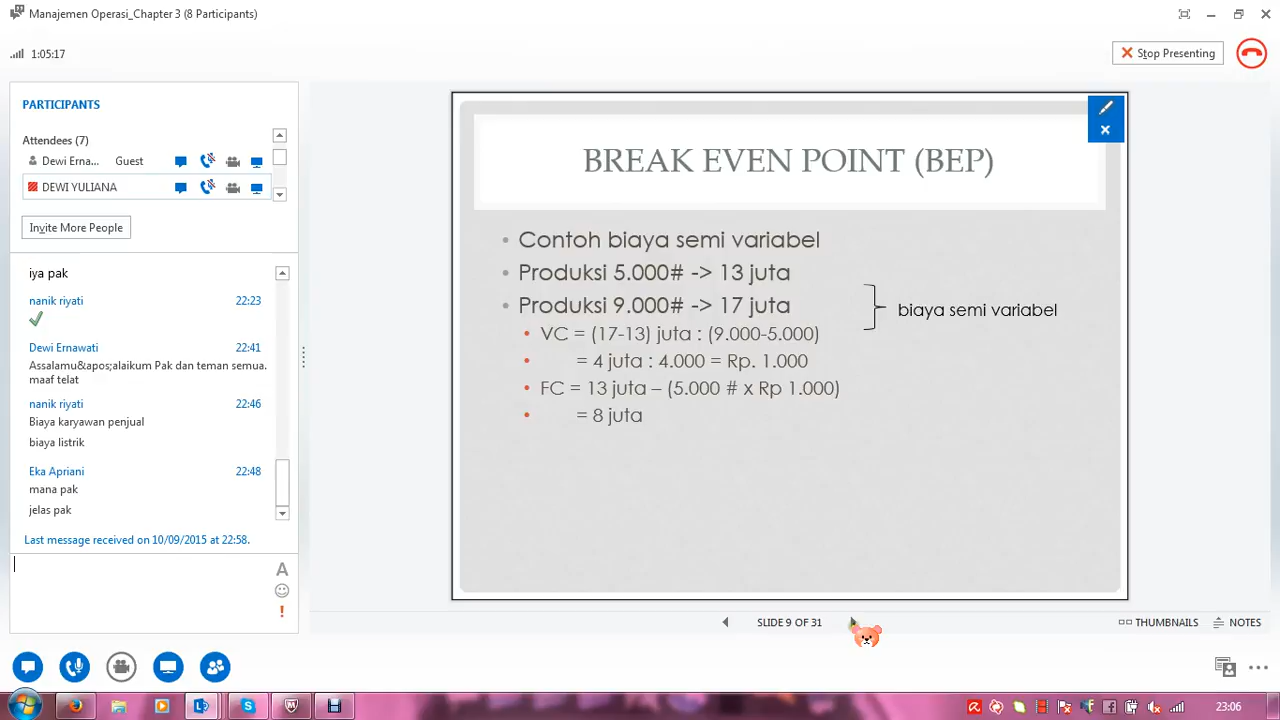 Manajemen Operasi_Chapter 3 (8 Participants)
1:05:17
Stop Presenting
PARTICIPANTS
Attendees (7)
Dewi Erna... Guest
DEWI YULIANA
Invite More People
iya pak
nanik riyati 22:23
Dewi Ernawati 22:41
Assalamu&apos;alaikum Pak dan teman semua.
maaf telat
nanik riyati 22:46
Biaya karyawan penjual
biaya listrik
Eka Apriani 22:48
mana pak
jelas pak
Last message received on 10/09/2015 at 22:58.
A
!
BREAK EVEN POINT (BEP)
• Contoh biaya semi variabel
• Produksi 5.000# -> 13 juta
• Produksi 9.000# -> 17 juta
biaya semi variabel
• VC = (17-13) juta : (9.000-5.000)
• = 4 juta : 4.000 = Rp. 1.000
• FC = 13 juta – (5.000 # x Rp 1.000)
• = 8 juta
SLIDE 9 OF 31
THUMBNAILS
NOTES
23:06